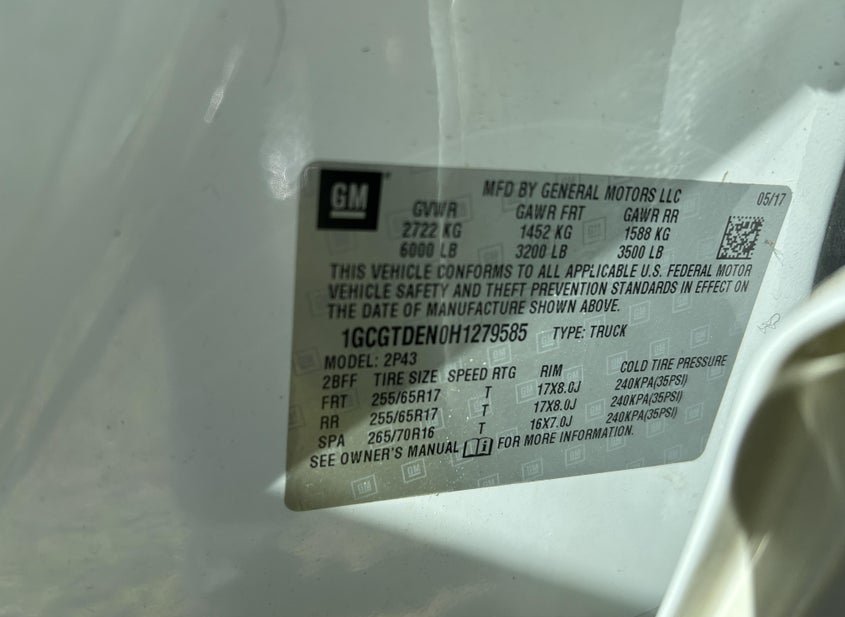 GM
MFD BY GENERAL MOTORS LLC
05/17
GVWR GAWR FRT GAWR RR
2722 KG 1452 KG 1588 KG
6000 LB 3200 LB 3500 LB
THIS VEHICLE CONFORMS TO ALL APPLICABLE U.S. FEDERAL MOTOR
VEHICLE SAFETY AND THEFT PREVENTION STANDARDS IN EFFECT ON
THE DATE OF MANUFACTURE SHOWN ABOVE.
1GCGTDEN0H1279585 TYPE: TRUCK
MODEL: 2P43
2BFF TIRE SIZE SPEED RTG RIM COLD TIRE PRESSURE
FRT 255/65R17 T 17X8.0J 240KPA(35PSI)
RR 255/65R17 T 17X8.0J 240KPA(35PSI)
SPA 265/70R16 T 16X7.0J 240KPA(35PSI)
SEE OWNER'S MANUAL FOR MORE INFORMATION.